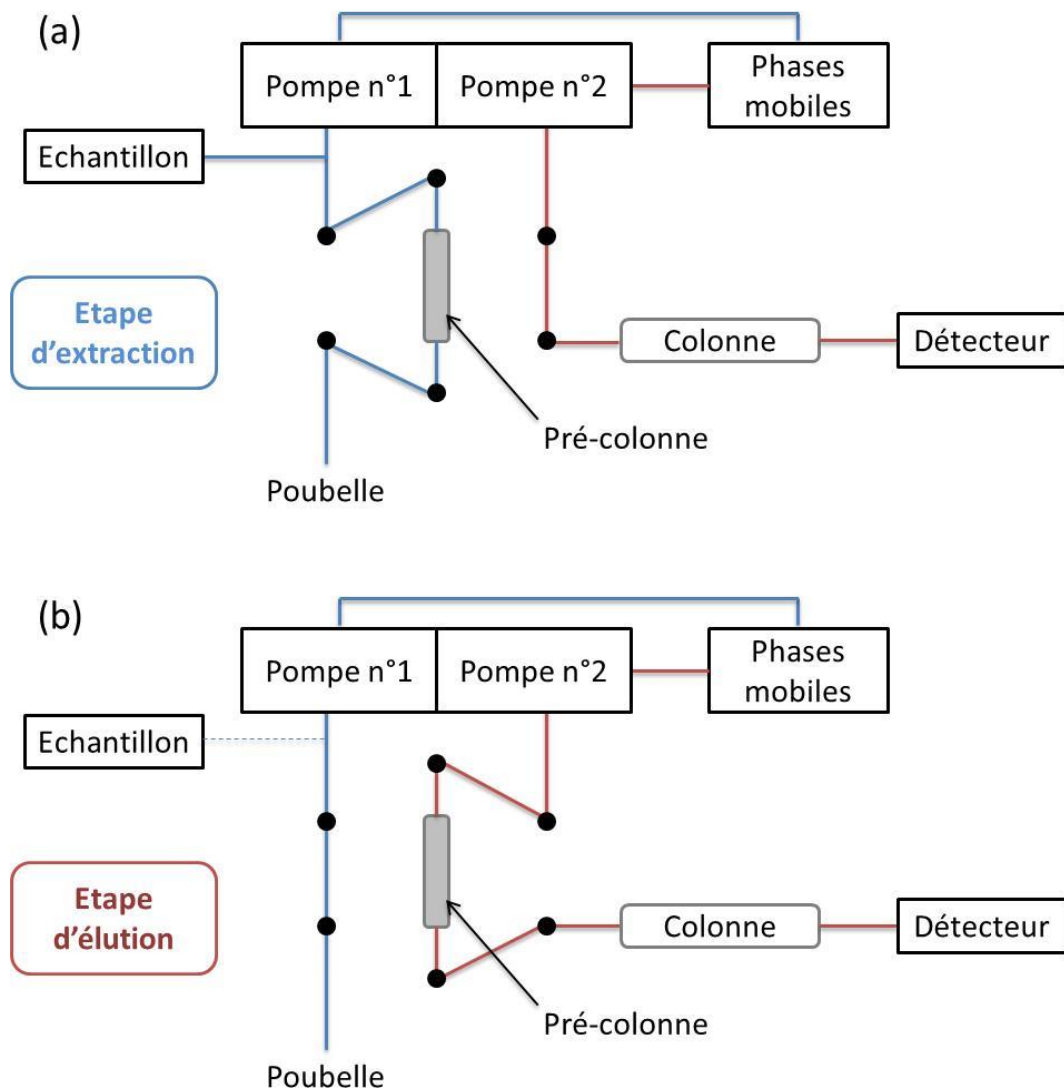 (a)
Pompe n°1
Pompe n°2
Phases
mobiles
Echantillon
Etape
d'extraction
Colonne
Détecteur
Pré-colonne
Poubelle
(b)
Pompe n°1
Pompe n°2
Phases
mobiles
Echantillon
Etape
d'élution
Colonne
Détecteur
Pré-colonne
Poubelle